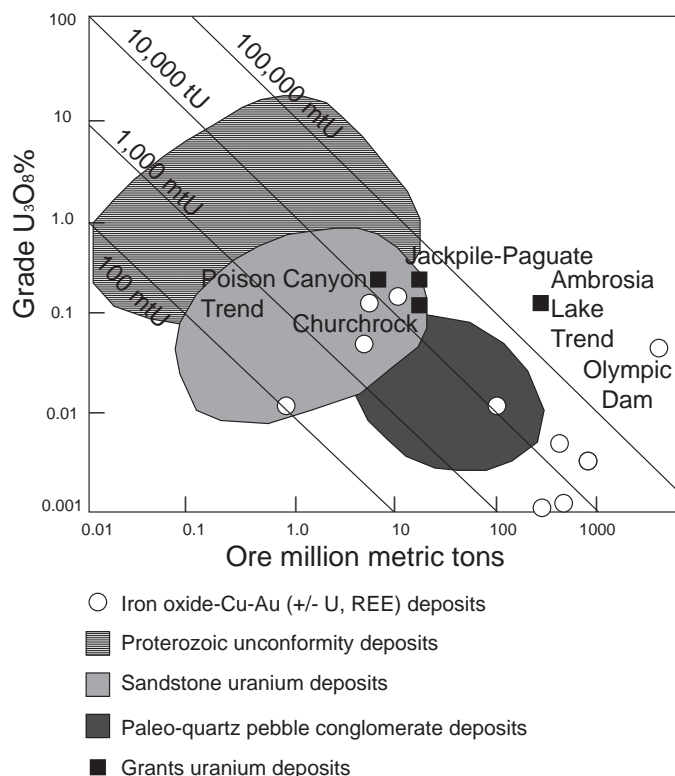 100
10
1.0
0.1
0.01
0.001
Grade U₃O₈%
10,000 tU
100,000 mtU
1,000 mtU
100 mtU
Jackpile-Paguate
Poison Canyon
Trend
Churchrock
Ambrosia
Lake
Trend
Olympic
Dam
0.01 0.1 1.0 10 100 1000
Ore million metric tons
Iron oxide-Cu-Au (+/- U, REE) deposits
Proterozoic unconformity deposits
Sandstone uranium deposits
Paleo-quartz pebble conglomerate deposits
Grants uranium deposits